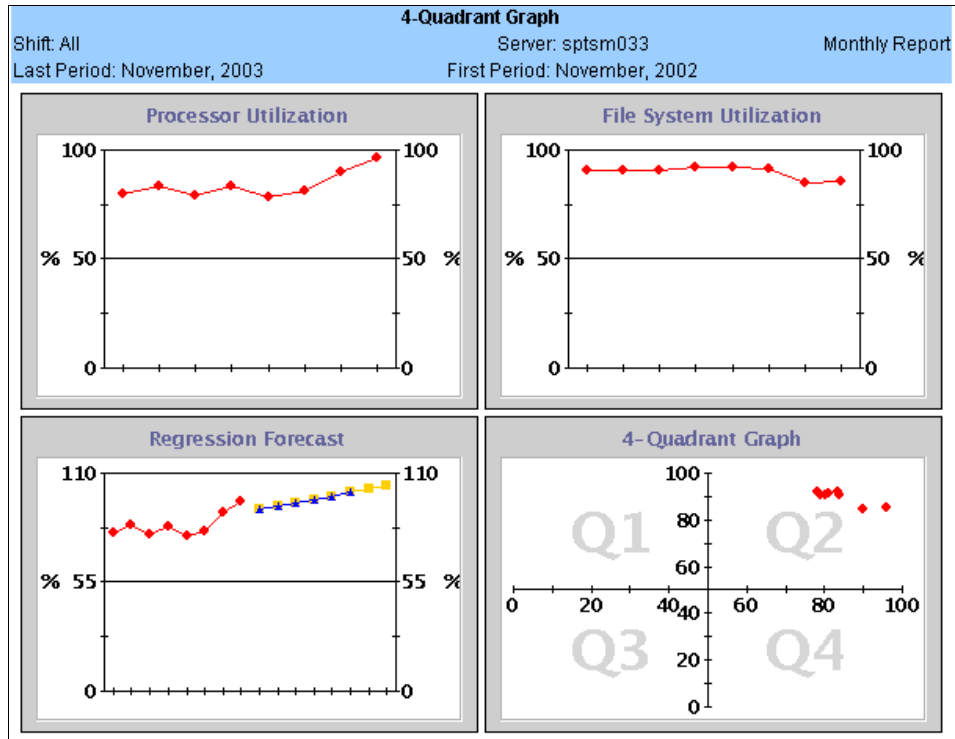 4-Quadrant Graph
Shift: All Server: sptsm033 Monthly Report
Last Period: November, 2003 First Period: November, 2002
Processor Utilization
100 100
% 50 50 %
0 0
File System Utilization
100 100
% 50 50 %
0 0
Regression Forecast
110 110
% 55 55 %
0 0
4-Quadrant Graph
100
80
Q1 Q2
60
0 20 40 60 80 100
40
Q3 Q4
20
0